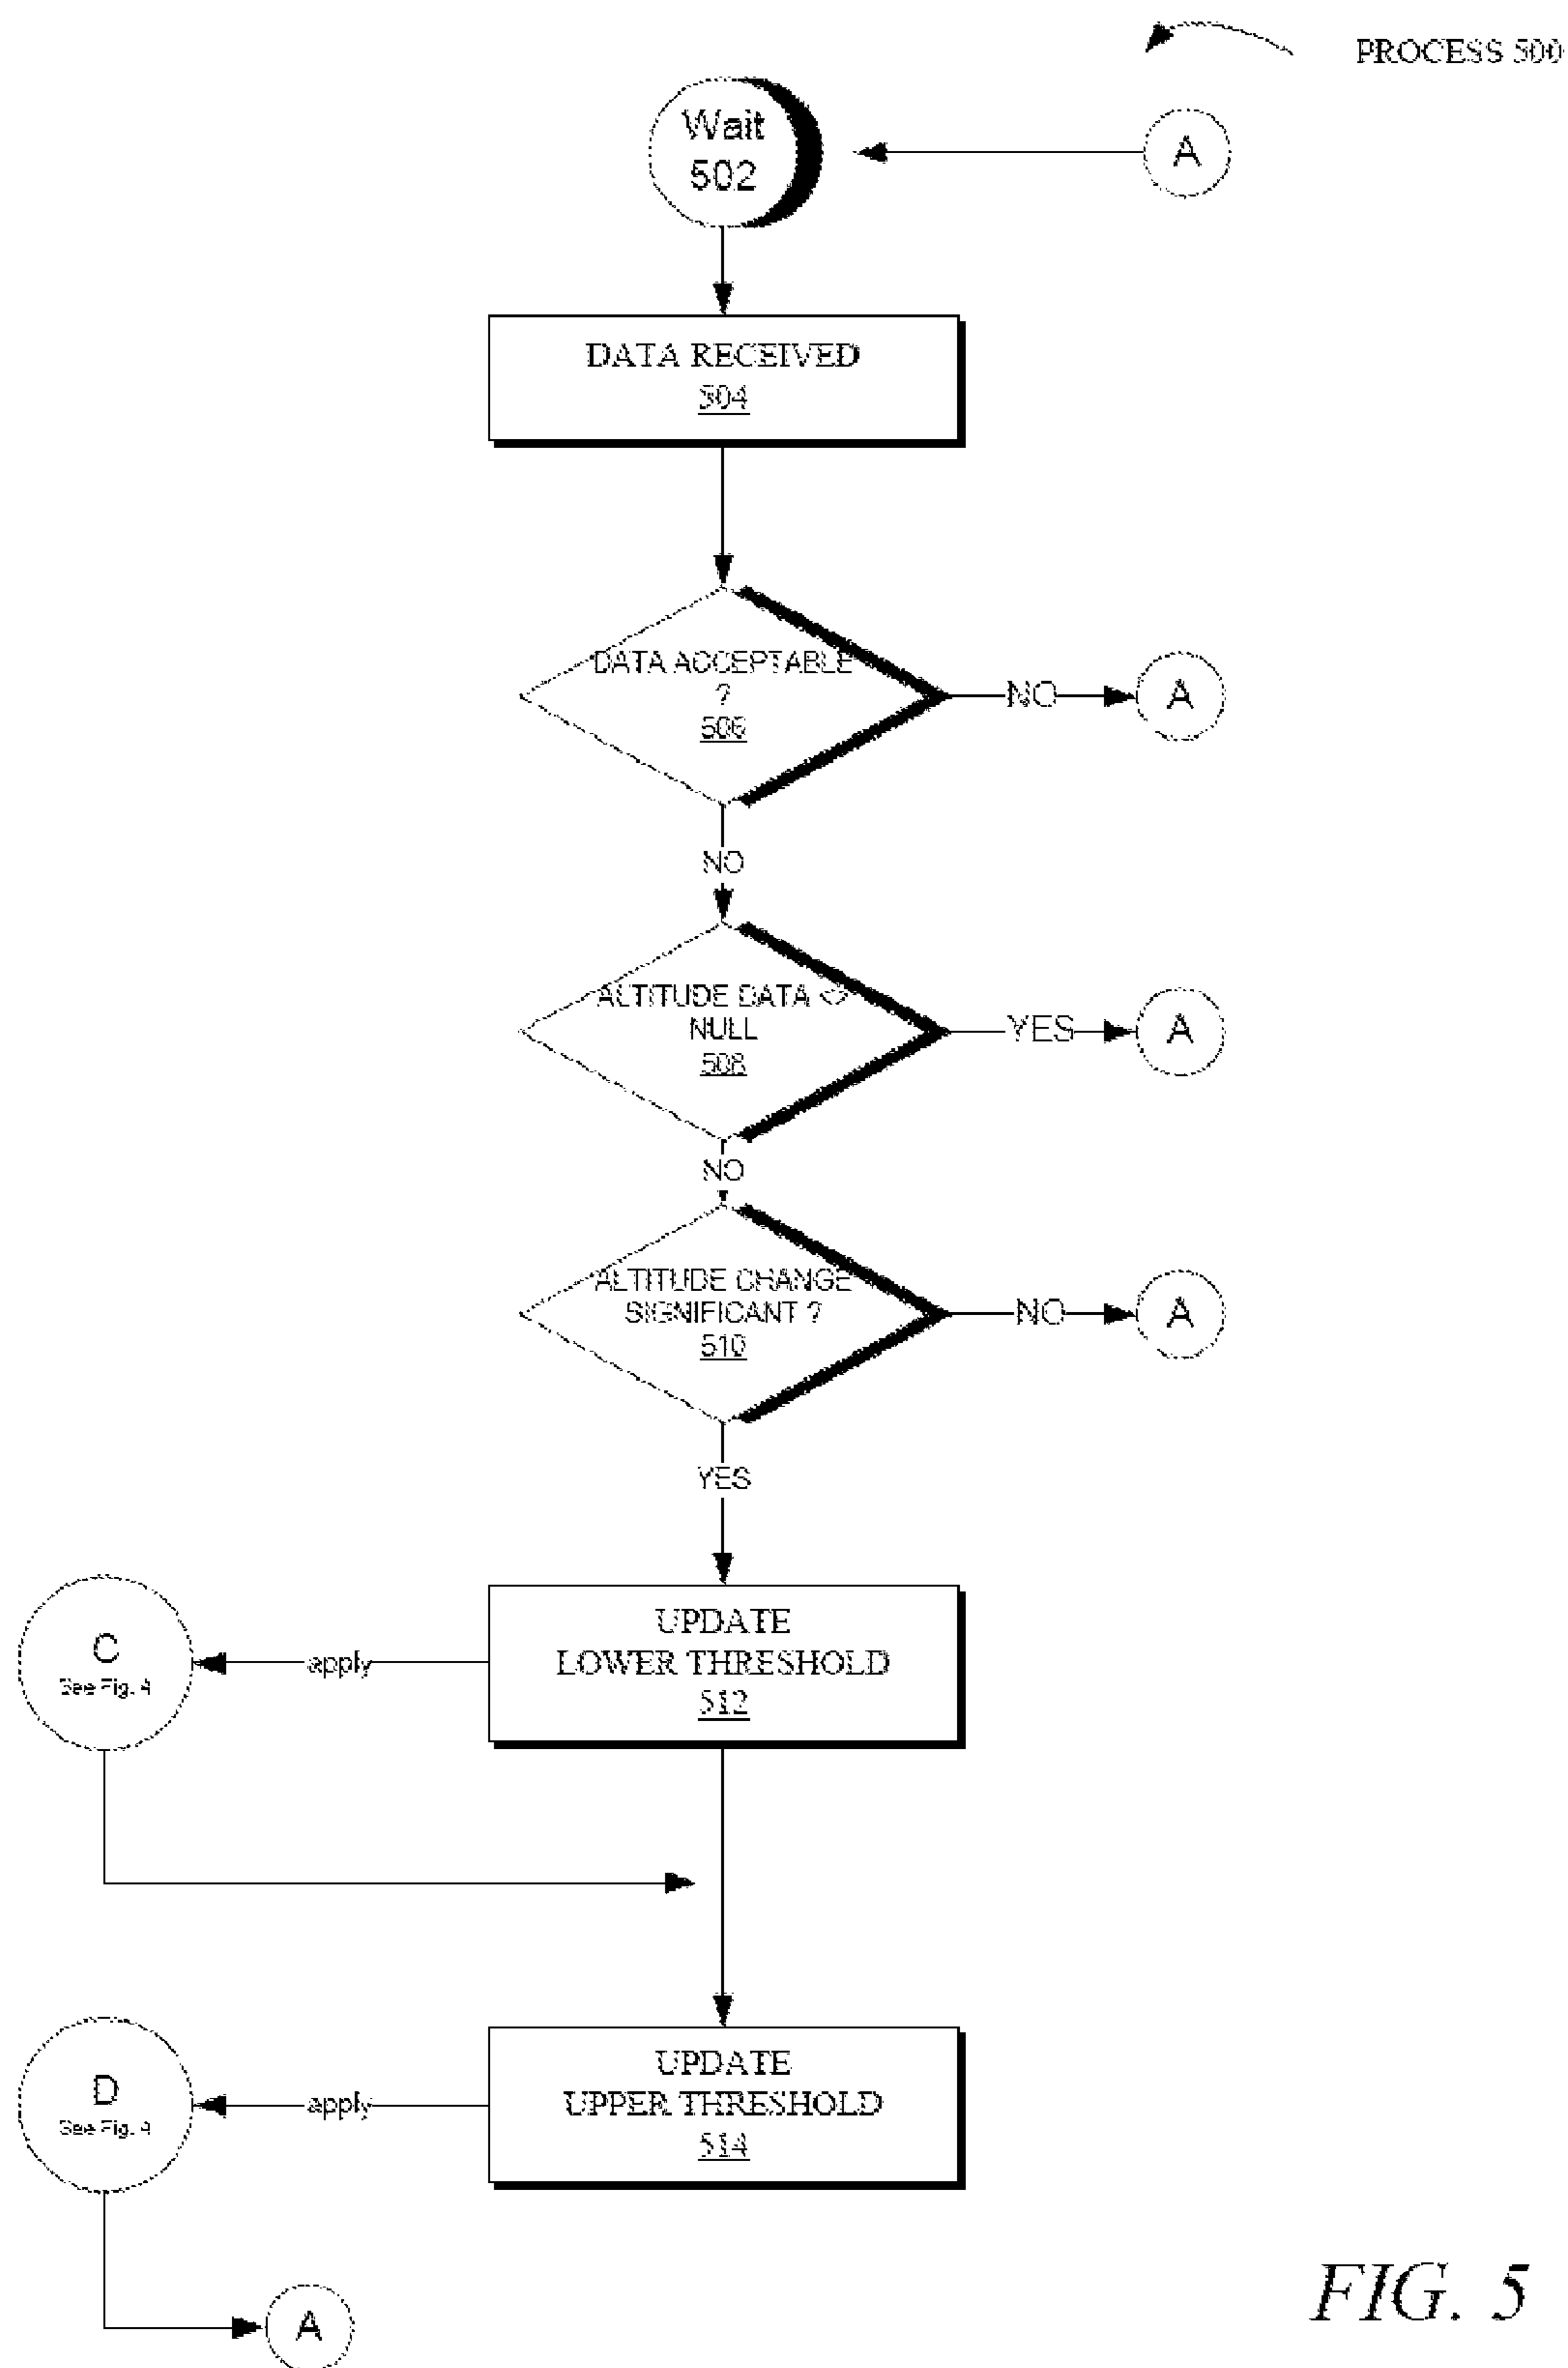 PROCESS 500
Wait
502
A
DATA RECEIVED
504
DATA ACCEPTABLE
?
506
NO
A
NO
ALTITUDE DATA <>
NULL
508
YES
A
NO
ALTITUDE CHANGE
SIGNIFICANT ?
510
NO
A
YES
UPDATE
LOWER THRESHOLD
512
apply
C
See Fig. 4
UPDATE
UPPER THRESHOLD
514
apply
D
See Fig. 4
A
FIG. 5